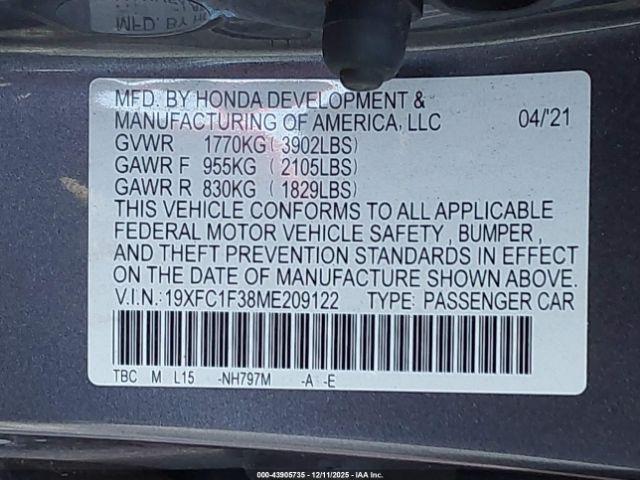 MFD. BY HONDA DEVELOPMENT &
MANUFACTURING OF AMERICA, LLC 04/'21
GVWR 1770KG ( 3902LBS)
GAWR F 955KG ( 2105LBS)
GAWR R 830KG ( 1829LBS)
THIS VEHICLE CONFORMS TO ALL APPLICABLE
FEDERAL MOTOR VEHICLE SAFETY , BUMPER ,
AND THEFT PREVENTION STANDARDS IN EFFECT
ON THE DATE OF MANUFACTURE SHOWN ABOVE.
V.I.N.:19XFC1F38ME209122 TYPE: PASSENGER CAR
TBC M L15 -NH797M -A -E
00-43905735 - 12/11/2025 - IAA Inc.